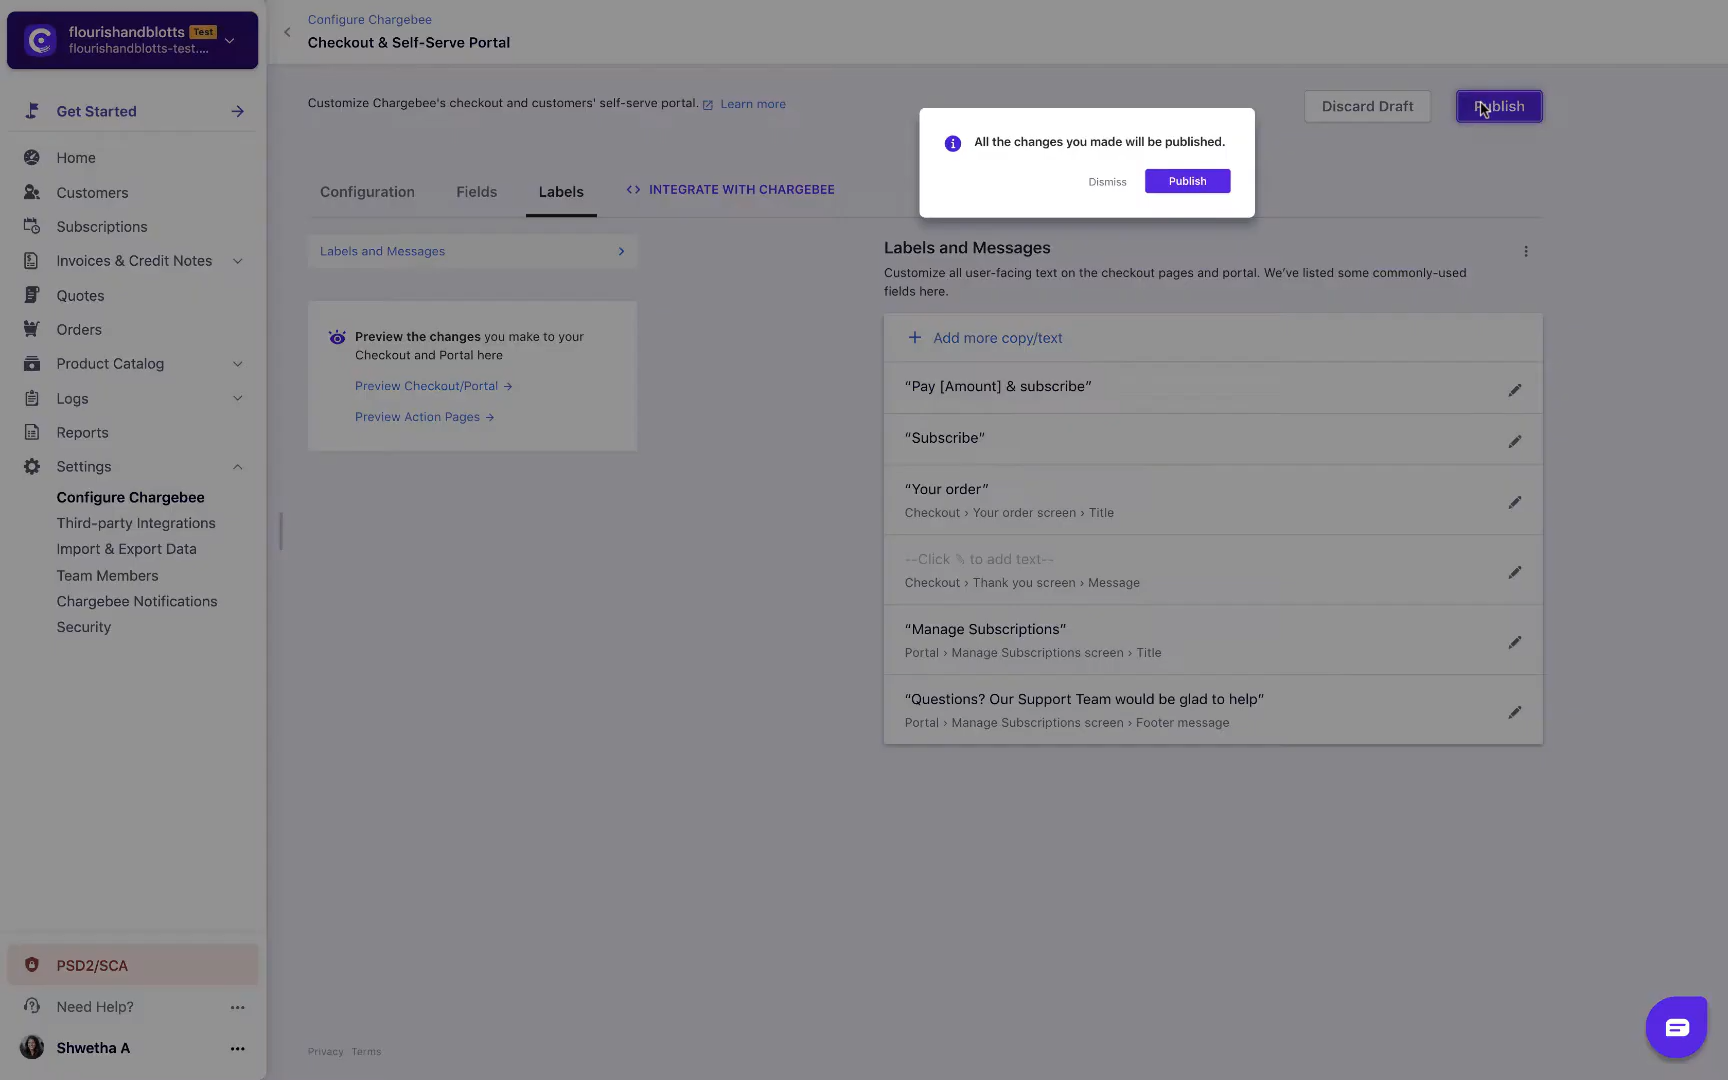 flourishandblotts Test
flourishandblotts-test....
Get Started
Home
Customers
Subscriptions
Invoices & Credit Notes
Quotes
Orders
Product Catalog
Logs
Reports
Settings
Configure Chargebee
Third-party Integrations
Import & Export Data
Team Members
Chargebee Notifications
Security
PSD2/SCA
Need Help?
Shwetha A
Configure Chargebee
Checkout & Self-Serve Portal
Customize Chargebee's checkout and customers' self-serve portal. Learn more
Discard Draft
Publish
All the changes you made will be published.
Dismiss
Publish
Configuration
Fields
Labels
<> INTEGRATE WITH CHARGEBEE
Labels and Messages
Preview the changes you make to your
Checkout and Portal here
Preview Checkout/Portal →
Preview Action Pages →
Labels and Messages
Customize all user-facing text on the checkout pages and portal. We've listed some commonly-used
fields here.
+ Add more copy/text
“Pay [Amount] & subscribe”
“Subscribe”
“Your order”
Checkout › Your order screen › Title
--Click ✎ to add text--
Checkout › Thank you screen › Message
“Manage Subscriptions”
Portal › Manage Subscriptions screen › Title
“Questions? Our Support Team would be glad to help”
Portal › Manage Subscriptions screen › Footer message
Privacy Terms